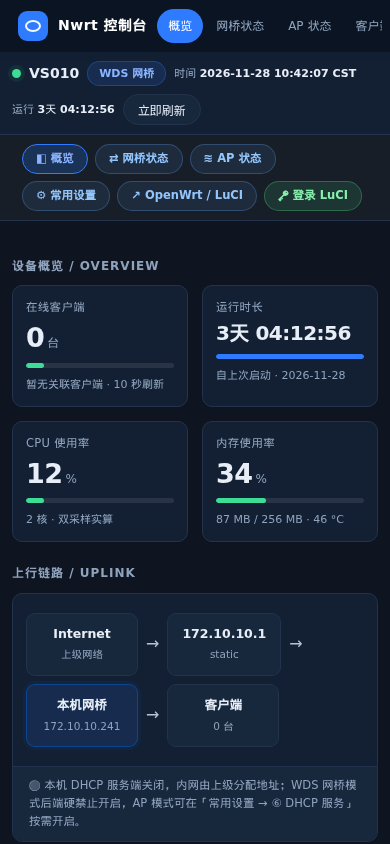 Nwrt 控制台 概览 网桥状态 AP 状态
VS010 WDS 网桥 时间 2026-11-28 10:42:07 CST
运行 3天 04:12:56 立即刷新
概览 ⇄ 网桥状态 ≋ AP 状态
⚙ 常用设置 ↗ OpenWrt / LuCI 🔑 登录 LuCI
设备概览 / OVERVIEW
在线客户端
0 台
暂无关联客户端 · 10 秒刷新
运行时长
3天 04:12:56
自上次启动 · 2026-11-28
CPU 使用率
12 %
2 核 · 双采样实算
内存使用率
34 %
87 MB / 256 MB · 46 °C
上行链路 / UPLINK
Internet
上级网络
→
172.10.10.1
static
→
本机网桥
172.10.10.241
→
客户端
0 台
本机 DHCP 服务端关闭，内网由上级分配地址；WDS 网桥模
式后端硬禁止开启，AP 模式可在「常用设置 → ⑥ DHCP 服务」
按需开启。